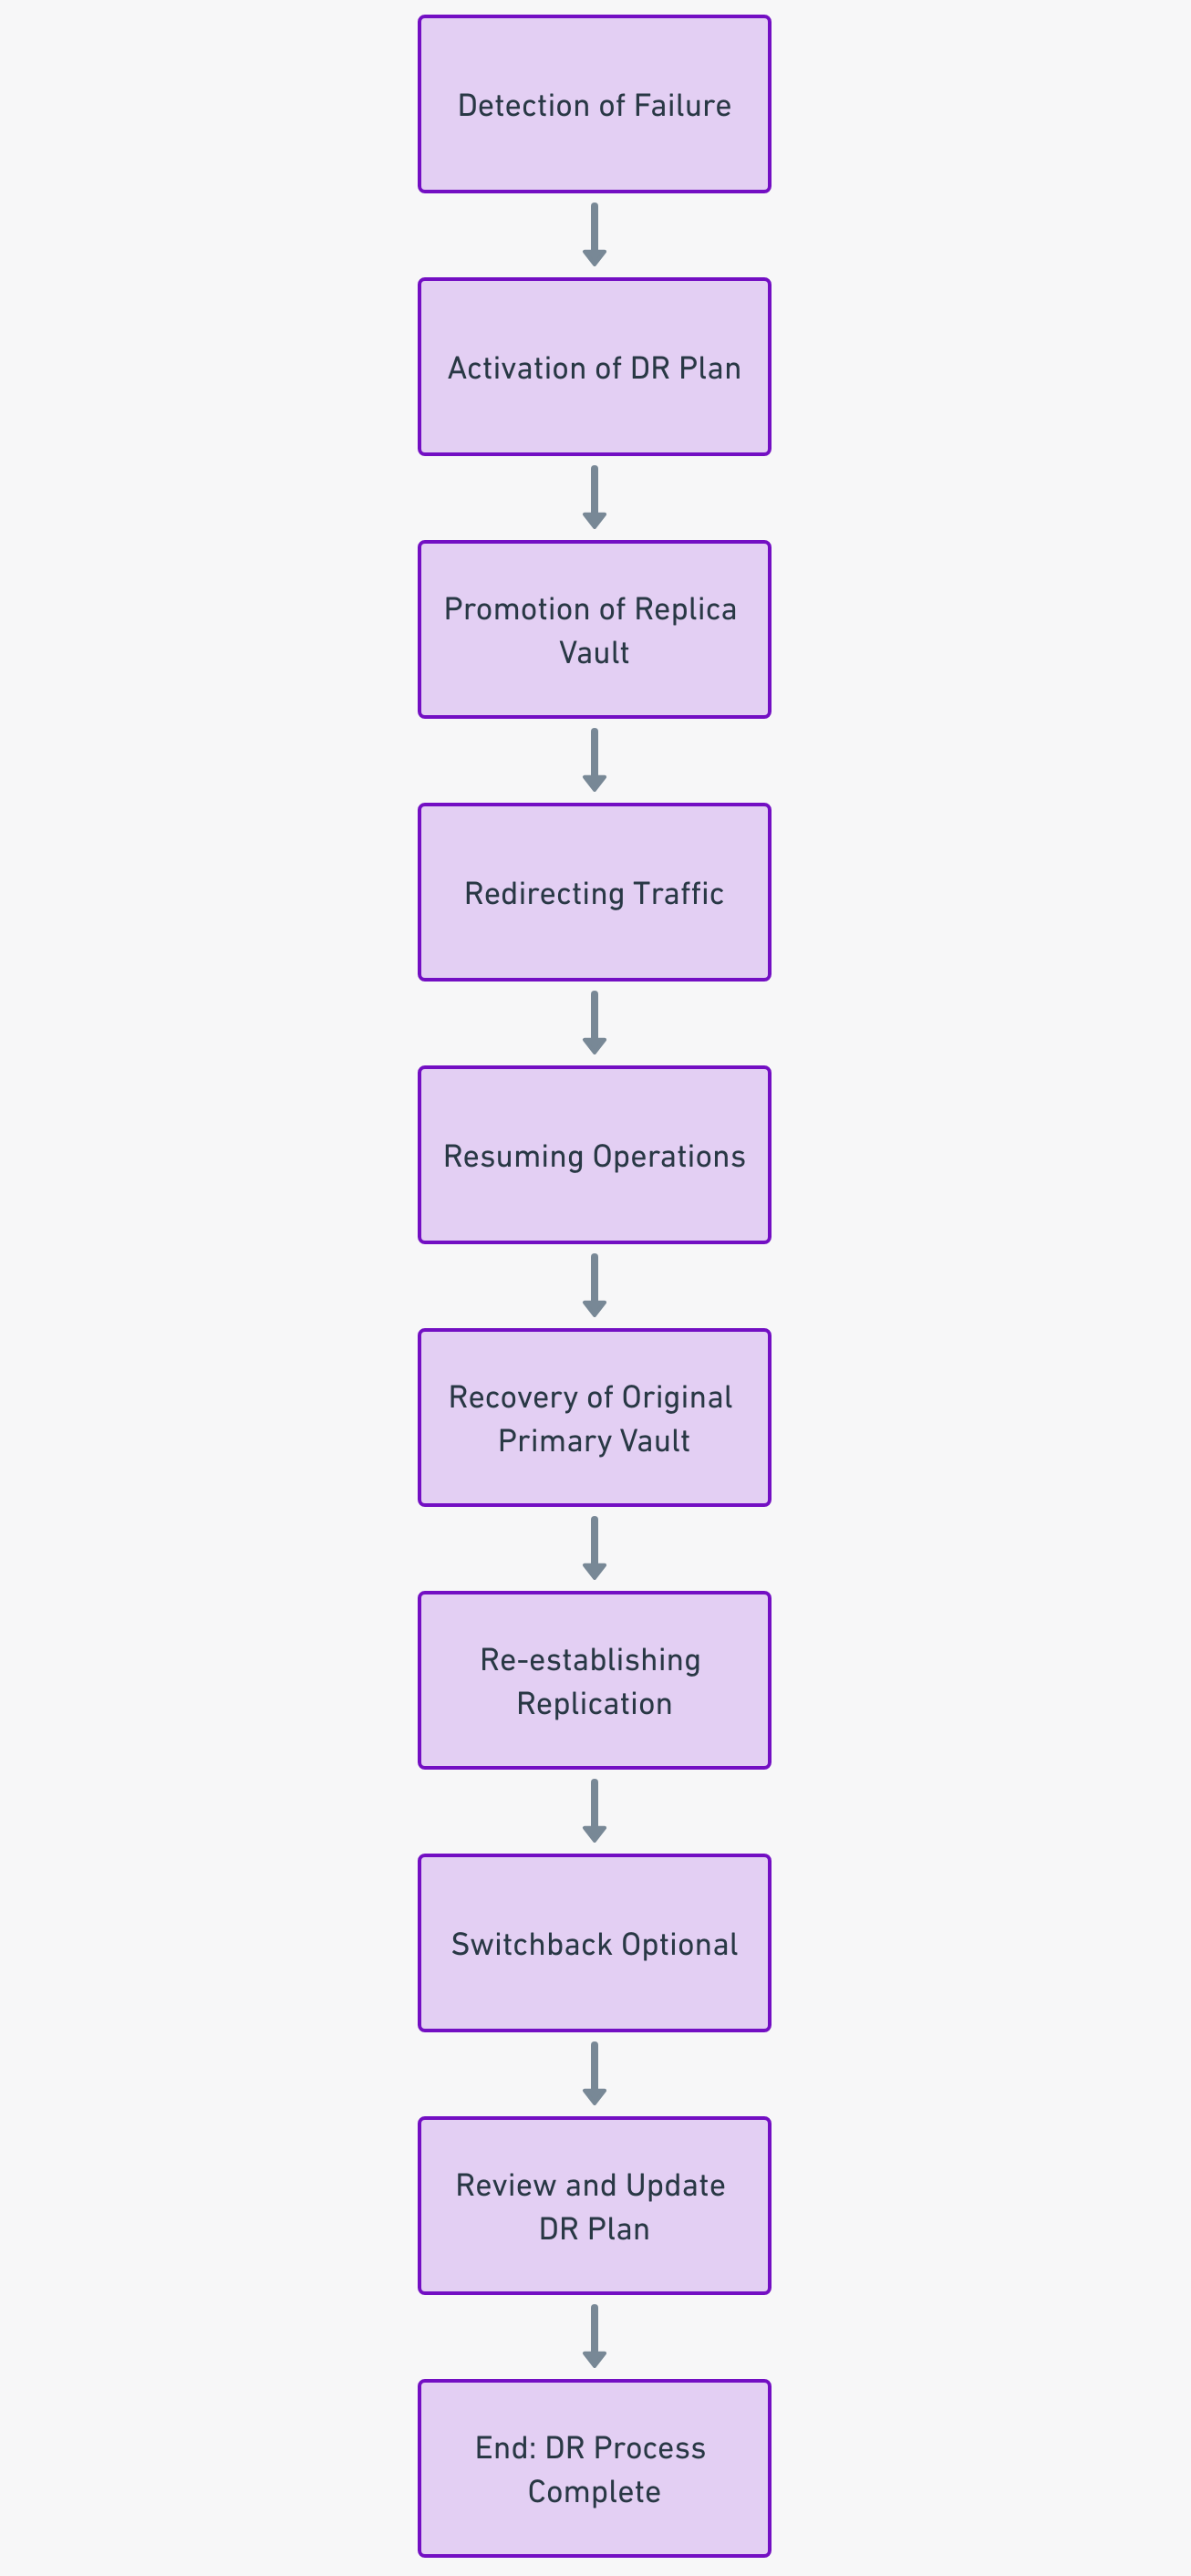 Detection of Failure
Activation of DR Plan
Promotion of Replica
Vault
Redirecting Traffic
Resuming Operations
Recovery of Original
Primary Vault
Re-establishing
Replication
Switchback Optional
Review and Update
DR Plan
End: DR Process
Complete